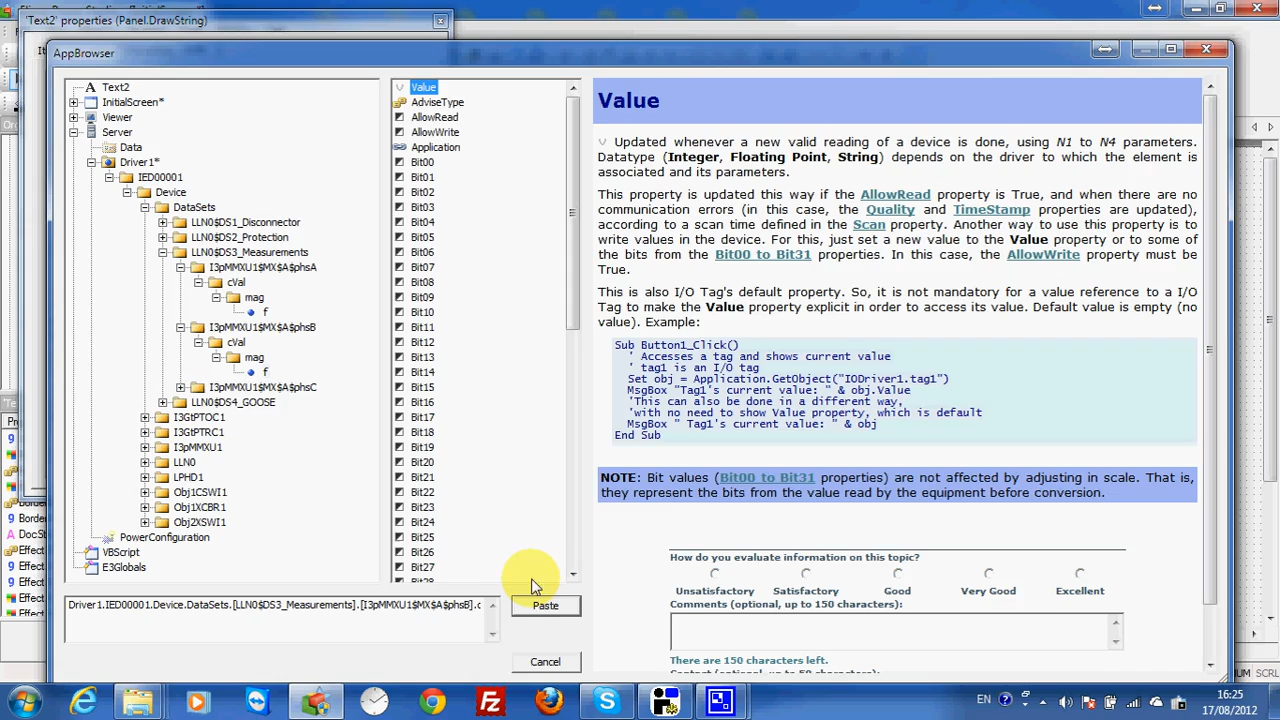 'Text2' properties (Panel.DrawString)
AppBrowser
Text2
InitialScreen*
Viewer
Server
Data
Driver1*
IED00001
Device
DataSets
LLN0$DS1_Disconnector
LLN0$DS2_Protection
LLN0$DS3_Measurements
I3pMMXU1$MX$A$phsA
cVal
mag
f
I3pMMXU1$MX$A$phsB
cVal
mag
f
I3pMMXU1$MX$A$phsC
LLN0$DS4_GOOSE
I3GtPTOC1
I3GtPTRC1
I3pMMXU1
LLN0
LPHD1
Obj1CSWI1
Obj1XCBR1
Obj2XSWI1
PowerConfiguration
VBScript
E3Globals
Value
AdviseType
AllowRead
AllowWrite
Application
Bit00
Bit01
Bit02
Bit03
Bit04
Bit05
Bit06
Bit07
Bit08
Bit09
Bit10
Bit11
Bit12
Bit13
Bit14
Bit15
Bit16
Bit17
Bit18
Bit19
Bit20
Bit21
Bit22
Bit23
Bit24
Bit25
Bit26
Bit27
Bit28
Value
Updated whenever a new valid reading of a device is done, using N1 to N4 parameters.
Datatype (Integer, Floating Point, String) depends on the driver to which the element is
associated and its parameters.
This property is updated this way if the AllowRead property is True, and when there are
no communication errors (in this case, the Quality and TimeStamp properties are updated),
according to a scan time defined in the Scan property. Another way to use this property is to
write values in the device. For this, just set a new value to the Value property or to some of
the bits from the Bit00 to Bit31 properties. In this case, the AllowWrite property must be
True.
This is also I/O Tag's default property. So, it is not mandatory for a value reference to a I/O
Tag to make the Value property explicit in order to access its value. Default value is empty (no
value). Example:
Sub Button1_Click()
' Accesses a tag and shows current value
' tag1 is an I/O tag
Set obj = Application.GetObject("IODriver1.tag1")
MsgBox "Tag1's current value: " & obj.Value
'This can also be done in a different way,
'with no need to show Value property, which is default
MsgBox " Tag1's current value: " & obj
End Sub
NOTE: Bit values (Bit00 to Bit31 properties) are not affected by adjusting in scale. That is,
they represent the bits from the value read by the equipment before conversion.
How do you evaluate information on this topic?
Unsatisfactory Satisfactory Good Very Good Excellent
Comments (optional, up to 150 characters):
There are 150 characters left.
Driver1.IED00001.Device.DataSets.[LLN0$DS3_Measurements].[I3pMMXU1$MX$A$phsB].c
Paste
Cancel
Border
DocSt
Effect
Effect
Effect
Effect
SCRL
EN
16:25
17/08/2012